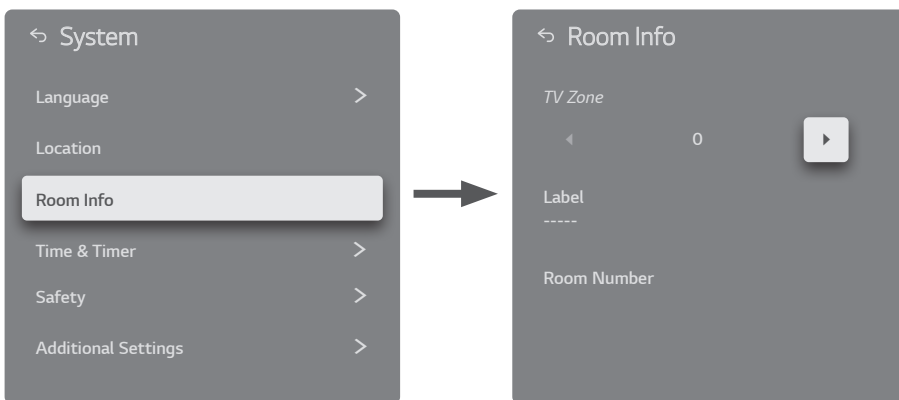 System
Language
Location
Room Info
Time & Timer
Safety
Additional Settings
Room Info
TV Zone
0
Label
-----
Room Number